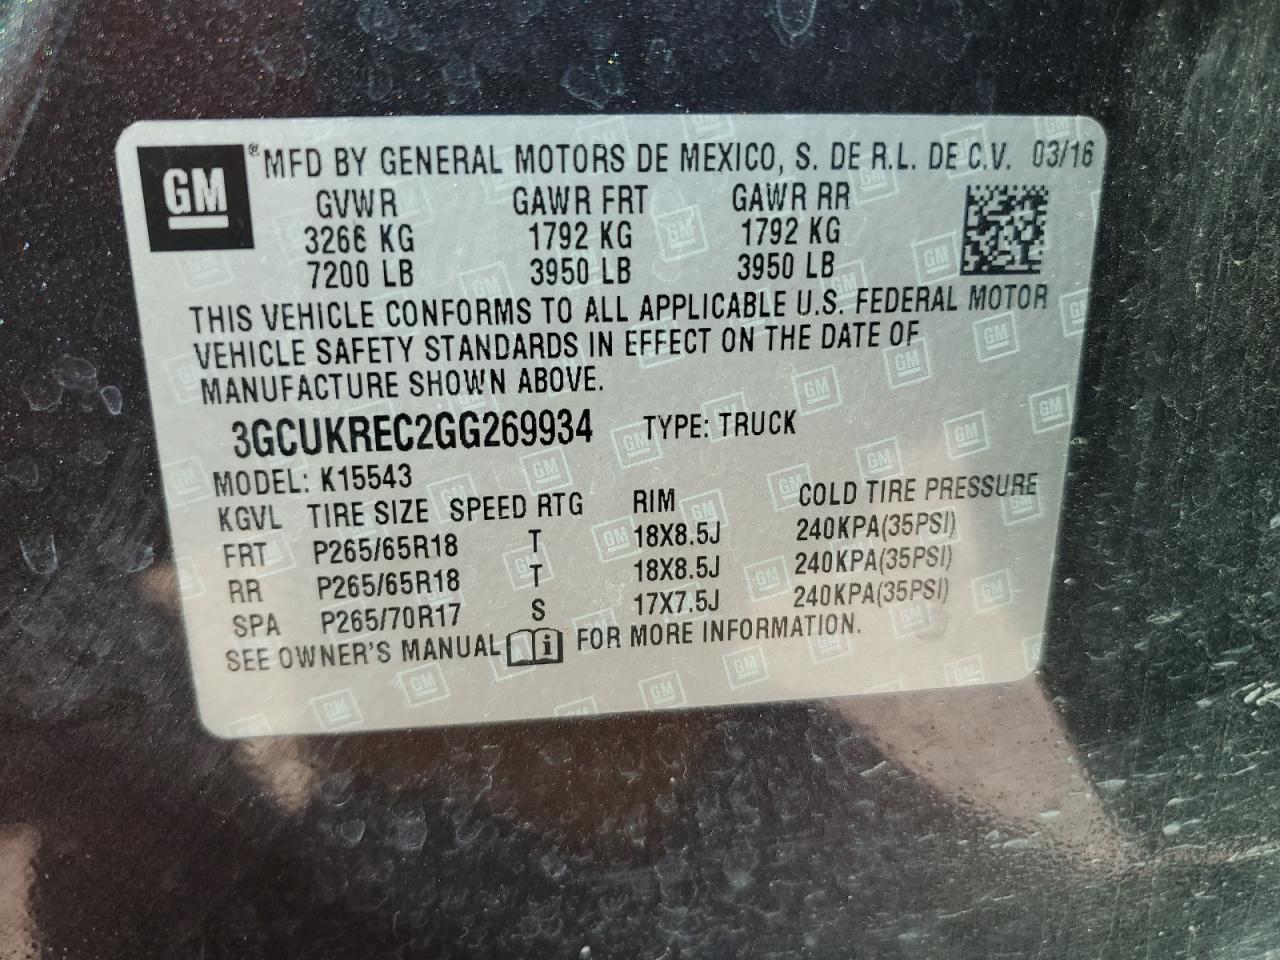 GM ® MFD BY GENERAL MOTORS DE MEXICO, S. DE R.L. DE C.V. 03/16
GVWR GAWR FRT GAWR RR
3266 KG 1792 KG 1792 KG
7200 LB 3950 LB 3950 LB
THIS VEHICLE CONFORMS TO ALL APPLICABLE U.S. FEDERAL MOTOR
VEHICLE SAFETY STANDARDS IN EFFECT ON THE DATE OF
MANUFACTURE SHOWN ABOVE.
3GCUKREC2GG269934 TYPE: TRUCK
MODEL: K15543
KGVL TIRE SIZE SPEED RTG RIM COLD TIRE PRESSURE
FRT P265/65R18 T 18X8.5J 240KPA(35PSI)
RR P265/65R18 T 18X8.5J 240KPA(35PSI)
SPA P265/70R17 S 17X7.5J 240KPA(35PSI)
SEE OWNER'S MANUAL i FOR MORE INFORMATION.